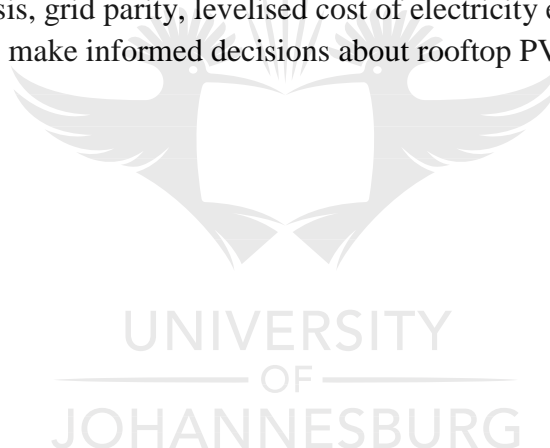 sis, grid parity, levelised cost of electricity e
make informed decisions about rooftop PV
UNIVERSITY
OF
JOHANNESBURG